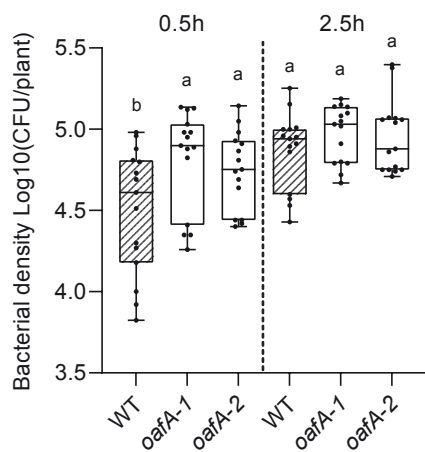 0.5h 2.5h
Bacterial density Log10(CFU/plant)
5.5
5.0
4.5
4.0
3.5
b a a a a a
WT oafA-1 oafA-2 WT oafA-1 oafA-2